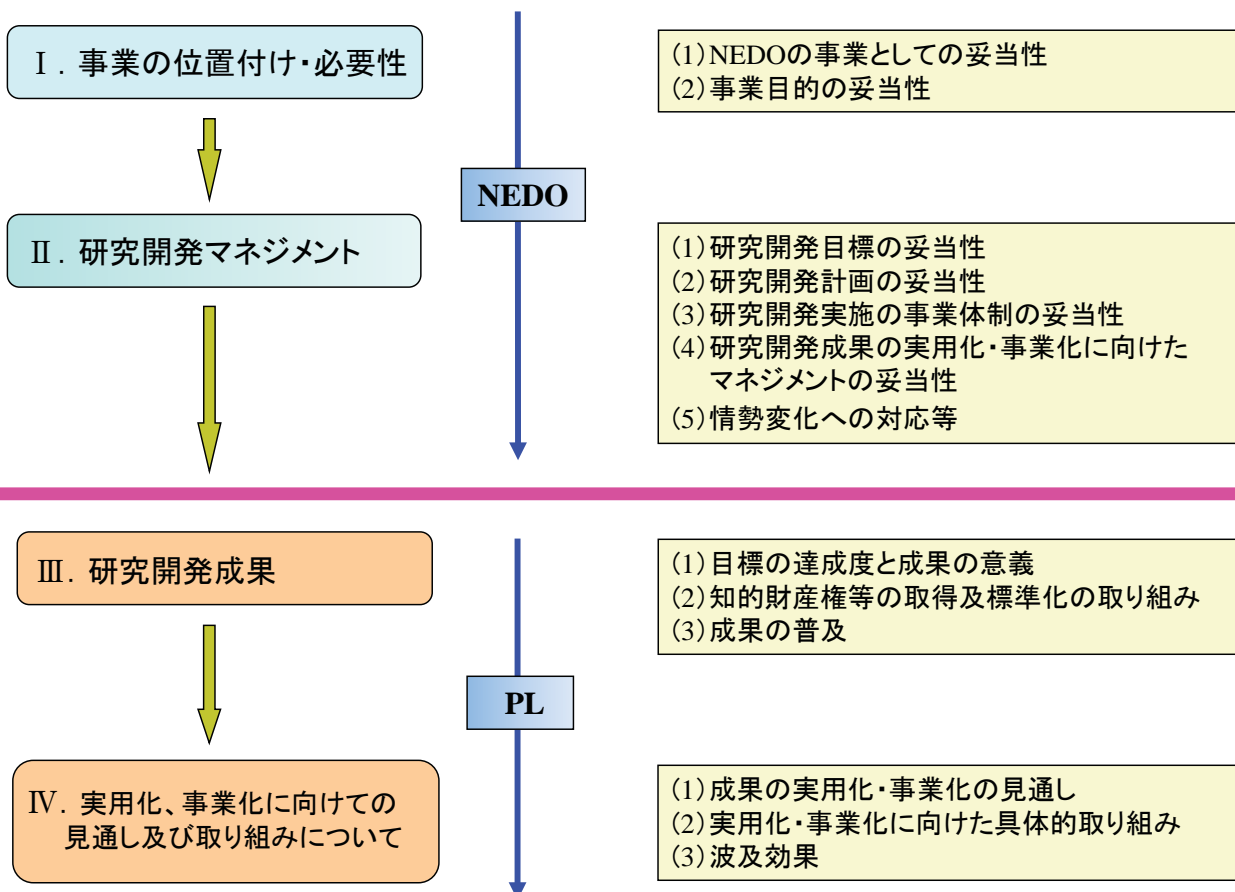 Ⅰ．事業の位置付け・必要性
(1)NEDOの事業としての妥当性
(2)事業目的の妥当性
NEDO
Ⅱ．研究開発マネジメント
(1)研究開発目標の妥当性
(2)研究開発計画の妥当性
(3)研究開発実施の事業体制の妥当性
(4)研究開発成果の実用化・事業化に向けた
マネジメントの妥当性
(5)情勢変化への対応等
Ⅲ．研究開発成果
(1)目標の達成度と成果の意義
(2)知的財産権等の取得及標準化の取り組み
(3)成果の普及
PL
Ⅳ．実用化、事業化に向けての
見通し及び取り組みについて
(1)成果の実用化・事業化の見通し
(2)実用化・事業化に向けた具体的取り組み
(3)波及効果